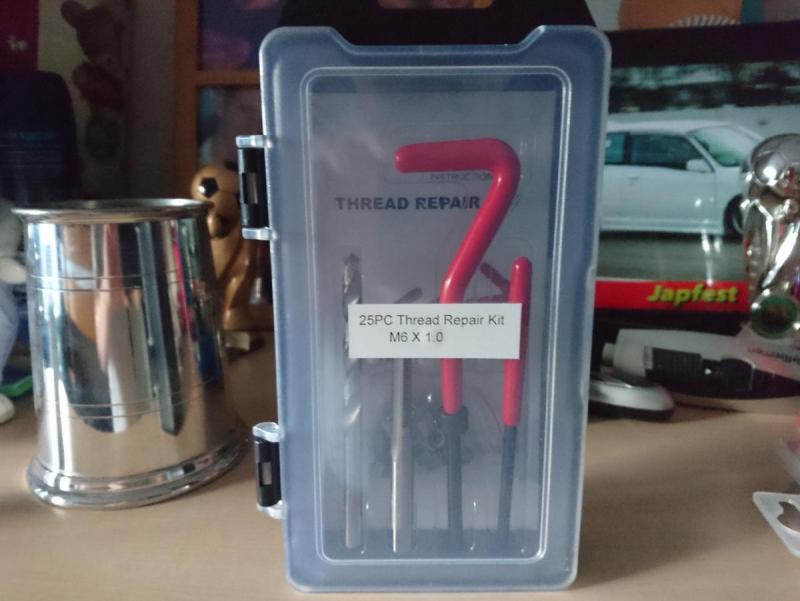 INSTRUCTION
THREAD REPAIR
25PC Thread Repair Kit
M6 X 1.0
Japfest